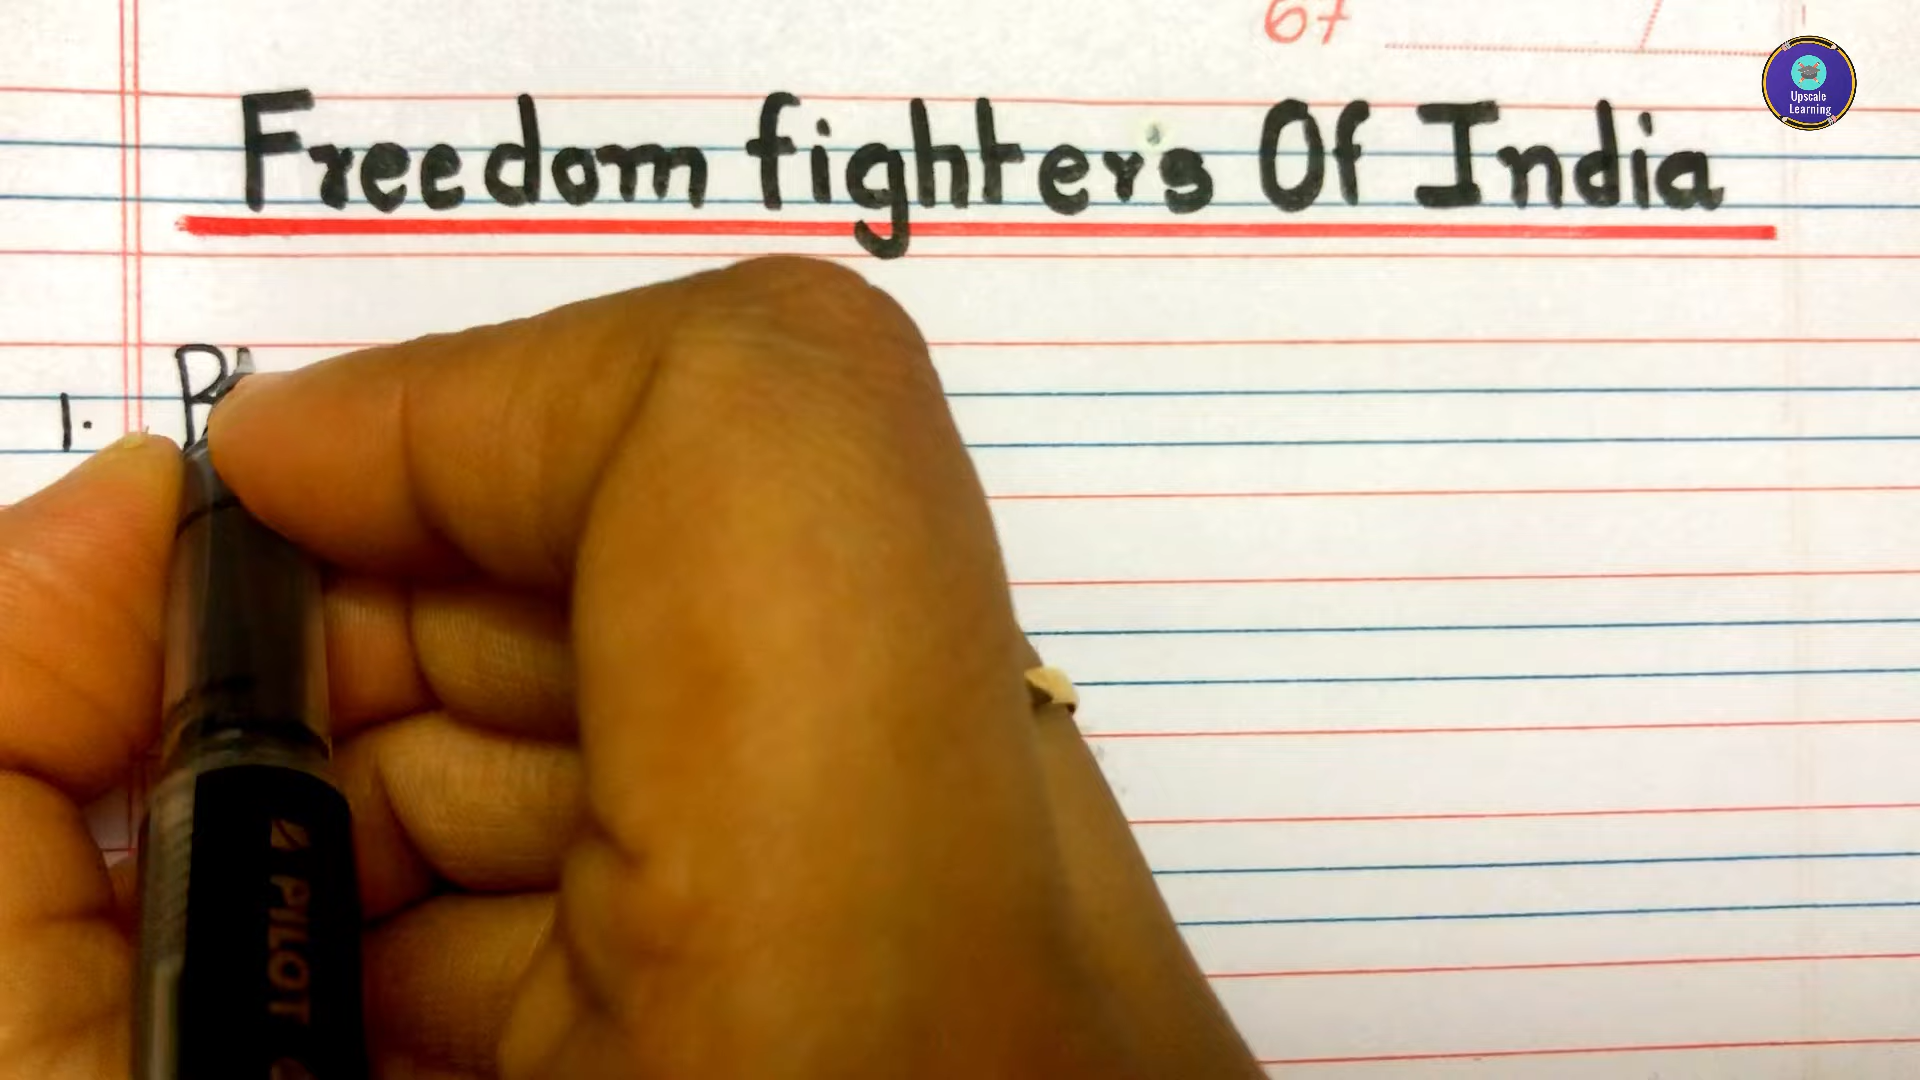 67
Upscale
Learning
Freedom fighters Of India
1.
PILOT